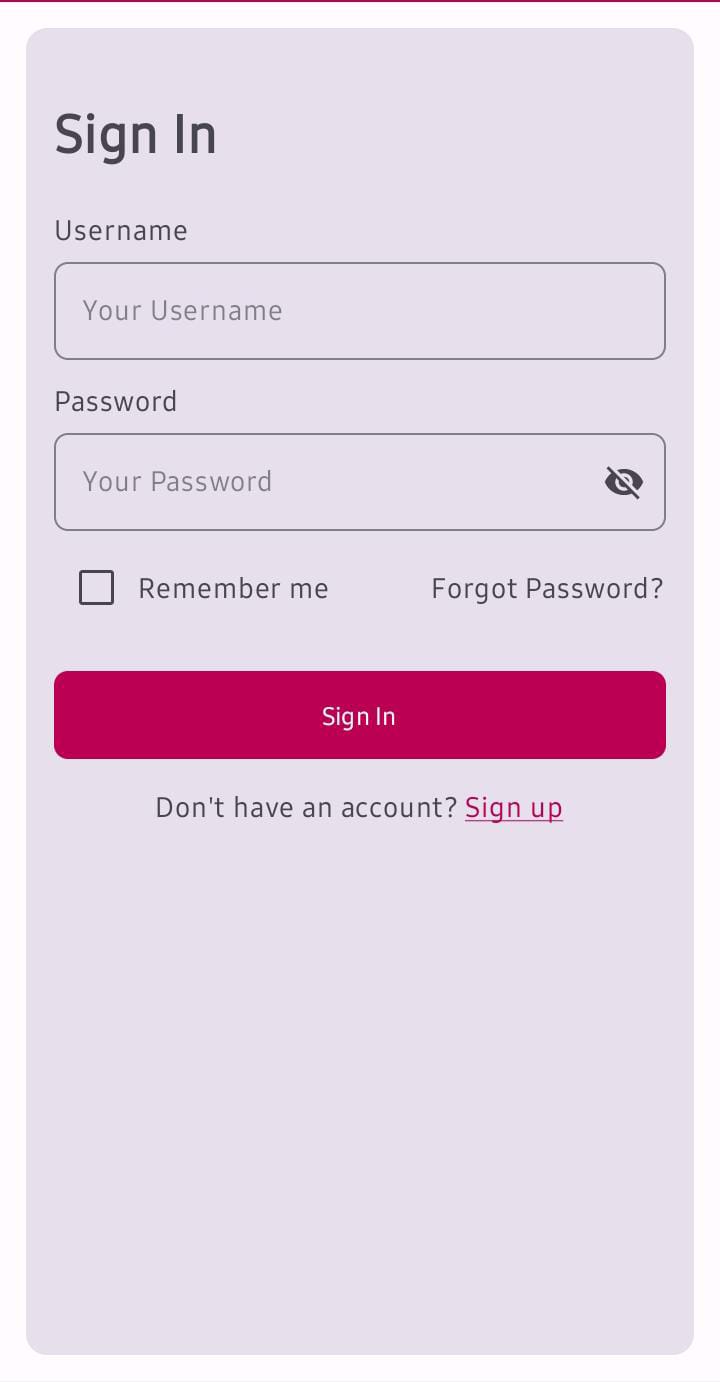 Sign In
Username
Your Username
Password
Your Password
Remember me Forgot Password?
Sign In
Don't have an account? Sign up